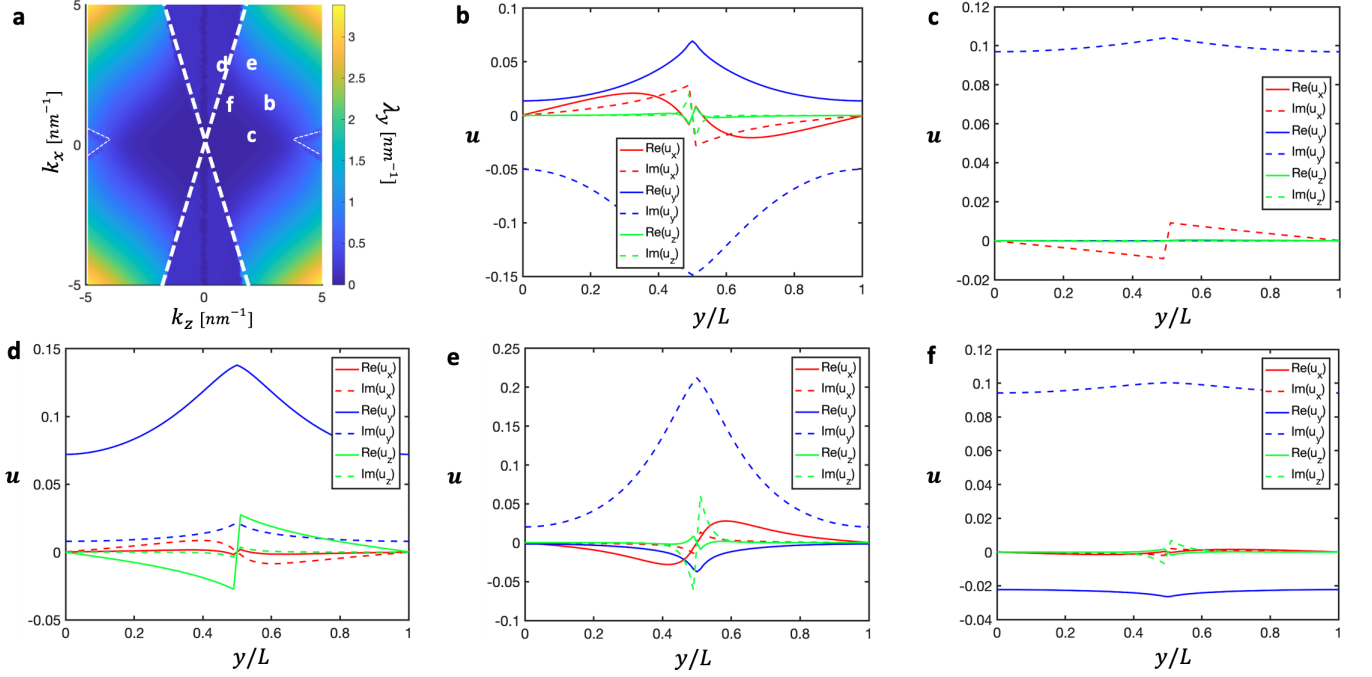 a
5
0
-5
-5
0
5
k_x [nm⁻¹]
k_z [nm⁻¹]
d
e
f
b
c
3
2.5
2
1.5
1
0.5
0
λ_y [nm⁻¹]
b
0.1
0.05
0
-0.05
-0.1
-0.15
0
0.2
0.4
0.6
0.8
1
u
y/L
Re(u_x)
Im(u_x)
Re(u_y)
Im(u_y)
Re(u_z)
Im(u_z)
c
0.12
0.1
0.08
0.06
0.04
0.02
0
-0.02
0
0.2
0.4
0.6
0.8
1
u
y/L
Re(u_x)
Im(u_x)
Re(u_y)
Im(u_y)
Re(u_z)
Im(u_z)
d
0.15
0.1
0.05
0
-0.05
0
0.2
0.4
0.6
0.8
1
u
y/L
Re(u_x)
Im(u_x)
Re(u_y)
Im(u_y)
Re(u_z)
Im(u_z)
e
0.25
0.2
0.15
0.1
0.05
0
-0.05
-0.1
0
0.2
0.4
0.6
0.8
1
u
y/L
Re(u_x)
Im(u_x)
Re(u_y)
Im(u_y)
Re(u_z)
Im(u_z)
f
0.12
0.1
0.08
0.06
0.04
0.02
0
-0.02
-0.04
0
0.2
0.4
0.6
0.8
1
u
y/L
Re(u_x)
Im(u_x)
Re(u_y)
Im(u_y)
Re(u_z)
Im(u_z)